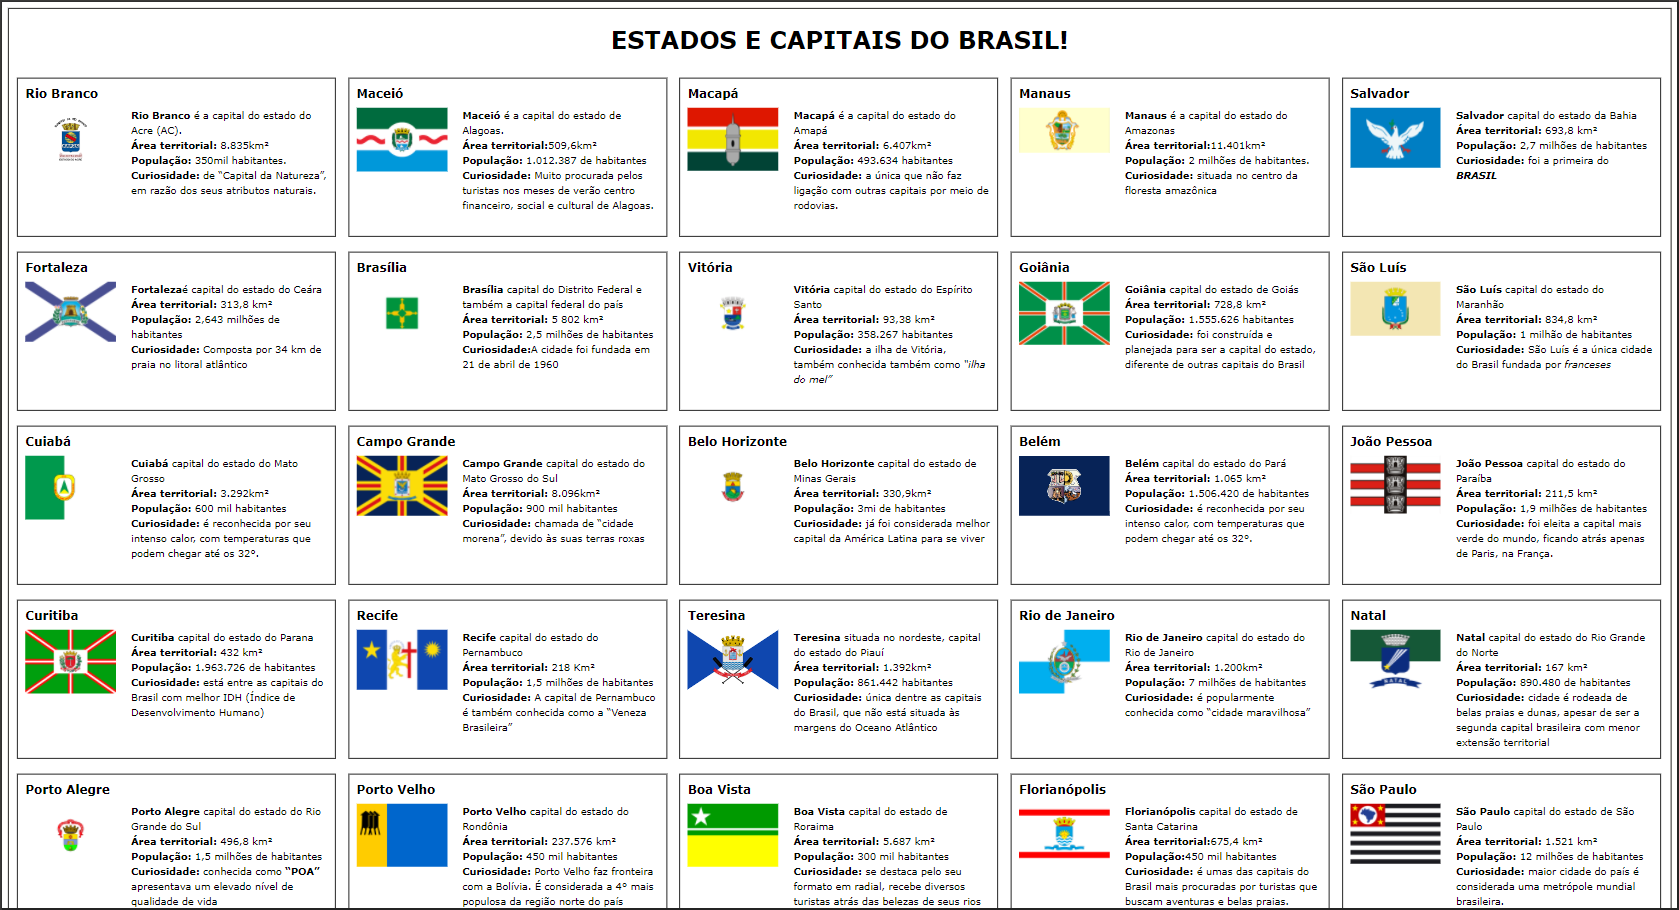 ESTADOS E CAPITAIS DO BRASIL!
Rio Branco
Rio Branco é a capital do estado do
Acre (AC).
Área territorial: 8.835km²
População: 350mil habitantes.
Curiosidade: de “Capital da Natureza”,
em razão dos seus atributos naturais.
Maceió
Maceió é a capital do estado de
Alagoas.
Área territorial:509,6km²
População: 1.012.387 de habitantes
Curiosidade: Muito procurada pelos
turistas nos meses de verão centro
financeiro, social e cultural de Alagoas.
Macapá
Macapá é a capital do estado do
Amapá
Área territorial: 6.407km²
População: 493.634 habitantes
Curiosidade: a única que não faz
ligação com outras capitais por meio de
rodovias.
Manaus
Manaus é a capital do estado do
Amazonas
Área territorial:11.401km²
População: 2 milhões de habitantes.
Curiosidade: situada no centro da
floresta amazônica
Salvador
Salvador capital do estado da Bahia
Área territorial: 693,8 km²
População: 2,7 milhões de habitantes
Curiosidade: foi a primeira do
BRASIL
Fortaleza
Fortalezaé capital do estado do Ceára
Área territorial: 313,8 km²
População: 2,643 milhões de
habitantes
Curiosidade: Composta por 34 km de
praia no litoral atlântico
Brasília
Brasília capital do Distrito Federal e
também a capital federal do país
Área territorial: 5 802 km²
População: 2,5 milhões de habitantes
Curiosidade:A cidade foi fundada em
21 de abril de 1960
Vitória
Vitória capital do estado do Espírito
Santo
Área territorial: 93,38 km²
População: 358.267 habitantes
Curiosidade: a ilha de Vitória,
também conhecida também como "ilha
do mel”
Goiânia
Goiânia capital do estado de Goiás
Área territorial: 728,8 km²
População: 1.555.626 habitantes
Curiosidade: foi construída e
planejada para ser a capital do estado,
diferente de outras capitais do Brasil
São Luís
São Luís capital do estado do
Maranhão
Área territorial: 834,8 km²
População: 1 milhão de habitantes
Curiosidade: São Luís é a única cidade
do Brasil fundada por franceses
Cuiabá
Cuiabá capital do estado do Mato
Grosso
Área territorial: 3.292km²
População: 600 mil habitantes
Curiosidade: é reconhecida por seu
intenso calor, com temperaturas que
podem chegar até os 32°.
Campo Grande
Campo Grande capital do estado do
Mato Grosso do Sul
Área territorial: 8.096km²
População: 900 mil habitantes
Curiosidade: chamada de “cidade
morena”, devido às suas terras roxas
Belo Horizonte
Belo Horizonte capital do estado de
Minas Gerais
Área territorial: 330,9km²
População: 3mi de habitantes
Curiosidade: já foi considerada melhor
capital da América Latina para se viver
Belém
Belém capital do estado do Pará
Área territorial: 1.065 km²
População: 1.506.420 de habitantes
Curiosidade: é reconhecida por seu
intenso calor, com temperaturas que
podem chegar até os 32°.
João Pessoa
João Pessoa capital do estado do
Paraíba
Área territorial: 211,5 km²
População: 1,9 milhões de habitantes
Curiosidade: foi eleita a capital mais
verde do mundo, ficando atrás apenas
de Paris, na França.
Curitiba
Curitiba capital do estado do Parana
Área territorial: 432 km²
População: 1.963.726 de habitantes
Curiosidade: está entre as capitais do
Brasil com melhor IDH (Índice de
Desenvolvimento Humano)
Recife
Recife capital do estado do
Pernambuco
Área territorial: 218 Km²
População: 1,5 milhões de habitantes
Curiosidade: A capital de Pernambuco
é também conhecida como a “Veneza
Brasileira”
Teresina
Teresina situada no nordeste, capital
do estado do Piauí
Área territorial: 1.392km²
População: 861.442 habitantes
Curiosidade: única dentre as capitais
do Brasil, que não está situada às
margens do Oceano Atlântico
Rio de Janeiro
Rio de Janeiro capital do estado do
Rio de Janeiro
Área territorial: 1.200km²
População: 7 milhões de habitantes
Curiosidade: é popularmente
conhecida como “cidade maravilhosa”
Natal
NATAL
Natal capital do estado do Rio Grande
do Norte
Área territorial: 167 km²
População: 890.480 de habitantes
Curiosidade: cidade é rodeada de
belas praias e dunas, apesar de ser a
segunda capital brasileira com menor
extensão territorial
Porto Alegre
Porto Alegre capital do estado do Rio
Grande do Sul
Área territorial: 496,8 km²
População: 1,5 milhões de habitantes
Curiosidade: conhecida como “POA”
apresentava um elevado nível de
qualidade de vida
Porto Velho
Porto Velho capital do estado do
Rondônia
Área territorial: 237.576 km²
População: 450 mil habitantes
Curiosidade: Porto Velho faz fronteira
com a Bolívia. É considerada a 4° mais
populosa da região norte do país
Boa Vista
Boa Vista capital do estado de
Roraima
Área territorial: 5.687 km²
População: 300 mil habitantes
Curiosidade: se destaca pelo seu
formato em radial, recebe diversos
turistas atrás das belezas de seus rios
Florianópolis
Florianópolis capital do estado de
Santa Catarina
Área territorial:675,4 km²
População:450 mil habitantes
Curiosidade: é umas das capitais do
Brasil mais procuradas por turistas que
buscam aventuras e belas praias.
São Paulo
São Paulo capital do estado de São
Paulo
Área territorial: 1.521 km²
População: 12 milhões de habitantes
Curiosidade: maior cidade do país é
considerada uma metrópole mundial
brasileira.